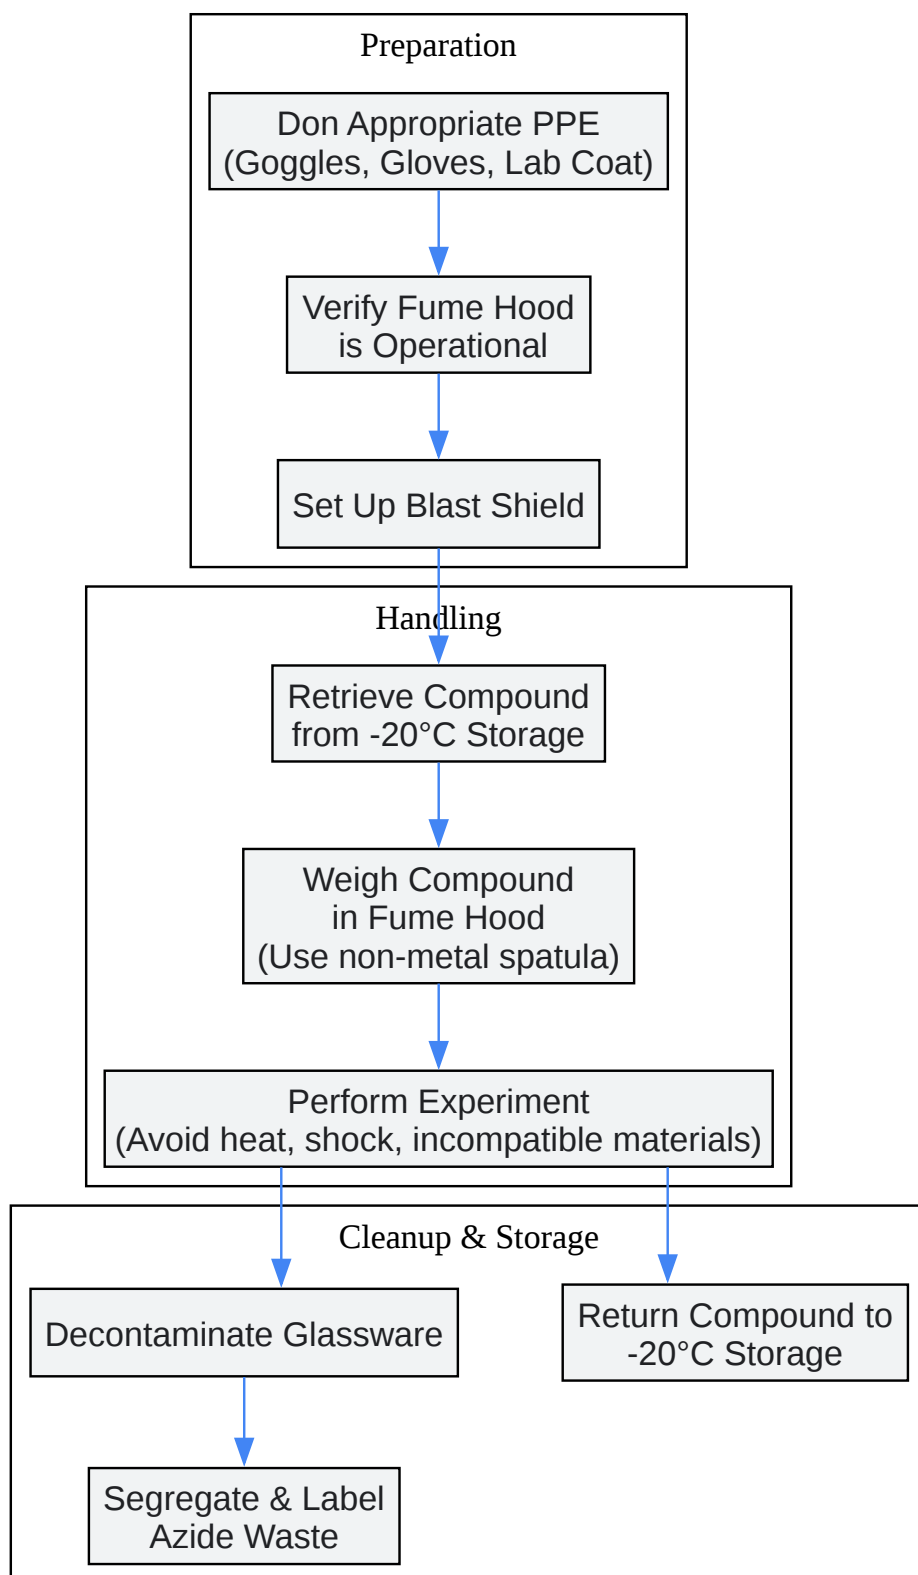 Preparation
Don Appropriate PPE
(Goggles, Gloves, Lab Coat)
Verify Fume Hood
is Operational
Set Up Blast Shield
Handling
Retrieve Compound
from -20°C Storage
Weigh Compound
in Fume Hood
(Use non-metal spatula)
Perform Experiment
(Avoid heat, shock, incompatible materials)
Cleanup & Storage
Decontaminate Glassware
Return Compound to
-20°C Storage
Segregate & Label
Azide Waste